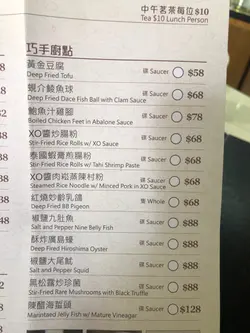 中午茗茶每位$10
Tea $10 Lunch Person
巧手廚點
黃金豆腐 碟 Saucer $58
Deep Fried Tofu
蜆介鯪魚球 碟 Saucer $68
Deep Fried Dace Fish Ball with Clam Sauce
鮑魚汁雞腳 碟 Saucer $78
Boiled Chicken Feet in Abalone Sauce
XO醬炒腸粉 碟 Saucer $68
Stir-Fried Rice Rolls w/ XO Sauce
泰國蝦膏煎腸粉 碟 Saucer $68
Stir-Fried Rice Rolls w/ Tahi Shrimp Paste
XO醬肉崧蒸陳村粉 碟 Saucer $68
Steamed Rice Noodle w/ Minced Pork in XO Sauce
紅燒妙齡乳鴿 隻 Whole $68
Deep Fried BB Pigeon
椒鹽九肚魚 碟 Saucer $88
Salt and Pepper Nine Belly Fish
酥炸廣島蠔 碟 Saucer $88
Deep Fried Hiroshima Oyster
椒鹽大尾魷 碟 Saucer $88
Salt and Pepper Squid
黑松露炒珍菌 碟 Saucer $88
Stir-Fried Rare Mushrooms with Black Truffle
陳醋海蜇頭 碟 Saucer $128
Marintaed Jelly Fish w/ Mature Vinewgar